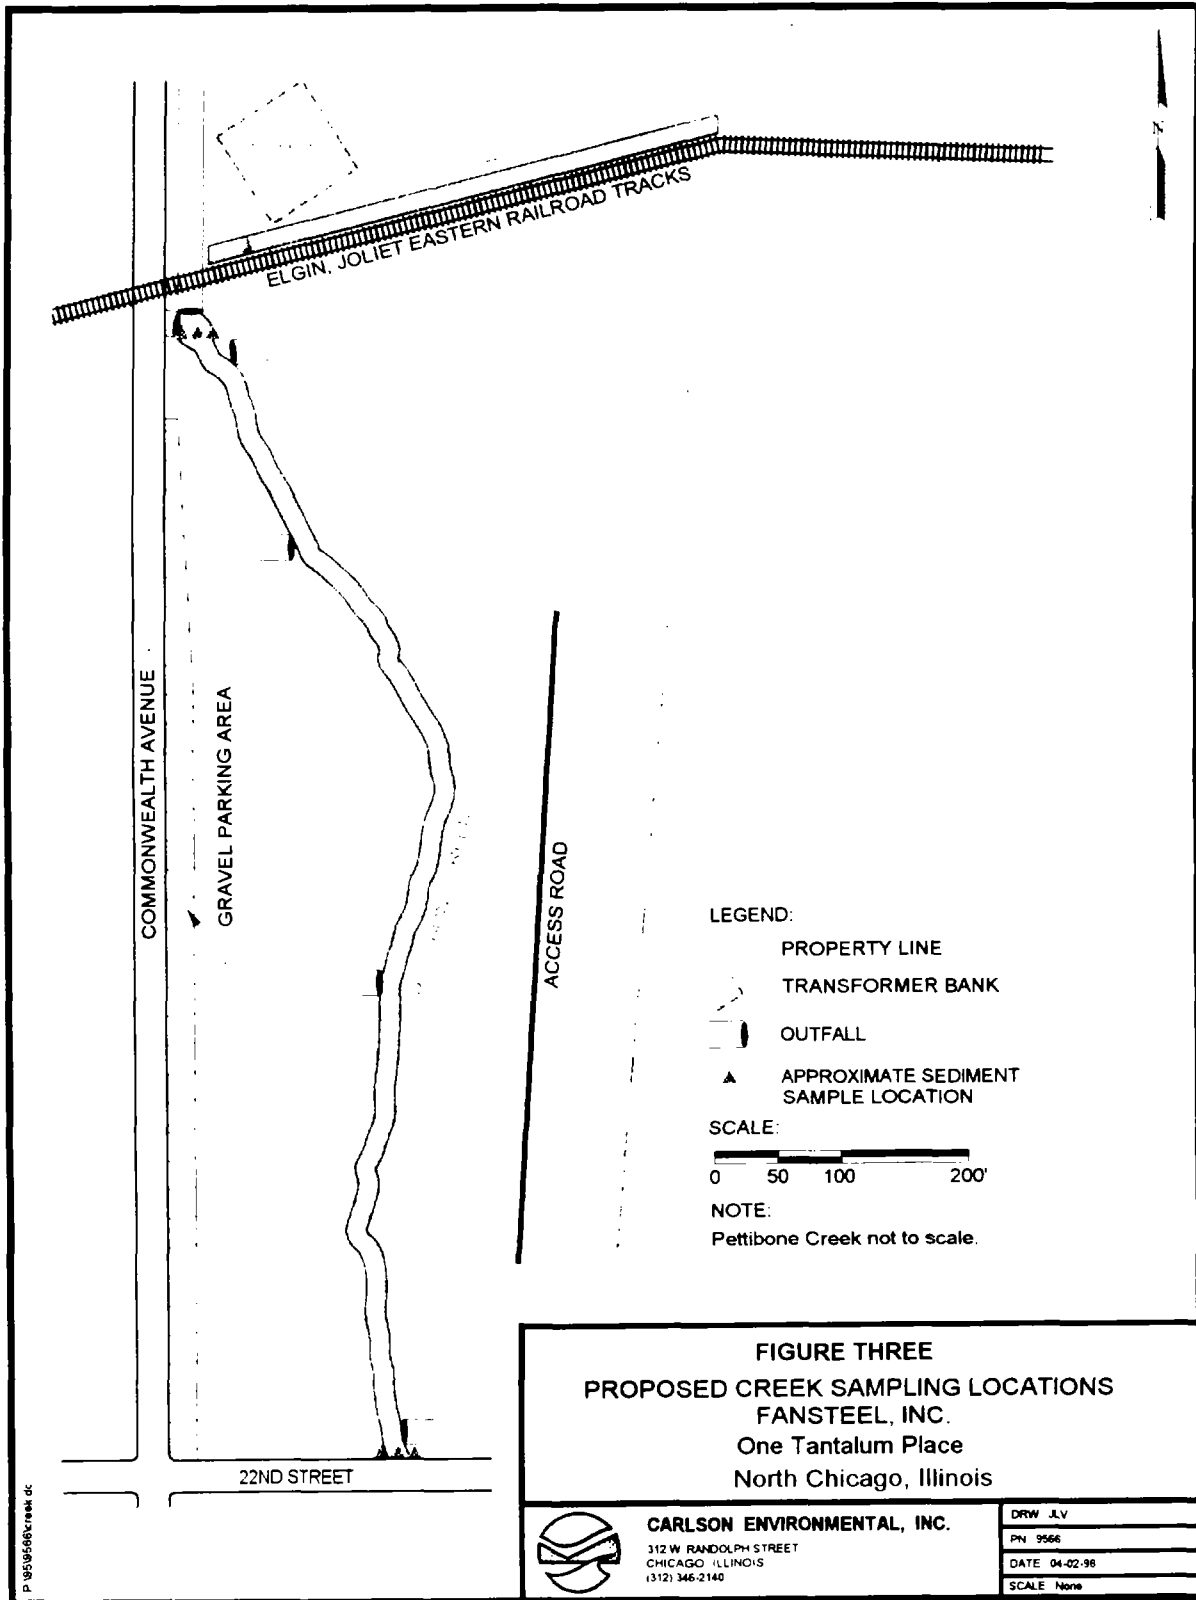 N
ELGIN, JOLIET EASTERN RAILROAD TRACKS
COMMONWEALTH AVENUE
GRAVEL PARKING AREA
ACCESS ROAD
LEGEND:
PROPERTY LINE
TRANSFORMER BANK
OUTFALL
APPROXIMATE SEDIMENT
SAMPLE LOCATION
SCALE:
0 50 100 200'
NOTE:
Pettibone Creek not to scale.
22ND STREET
FIGURE THREE
PROPOSED CREEK SAMPLING LOCATIONS
FANSTEEL, INC.
One Tantalum Place
North Chicago, Illinois
CARLSON ENVIRONMENTAL, INC.
312 W RANDOLPH STREET
CHICAGO ILLINOIS
(312) 346-2140
DRW JLV
PN 9566
DATE 04-02-98
SCALE None